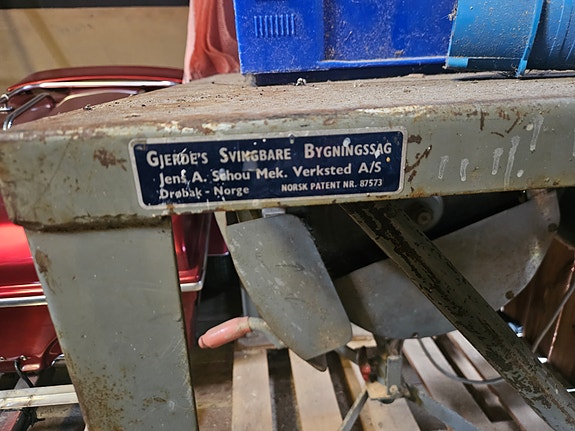 GJERDE'S SVINGBARE BYGNINGSSAG
Jens A. Schou Mek. Verksted A/S
Drøbak - Norge NORSK PATENT NR. 87573